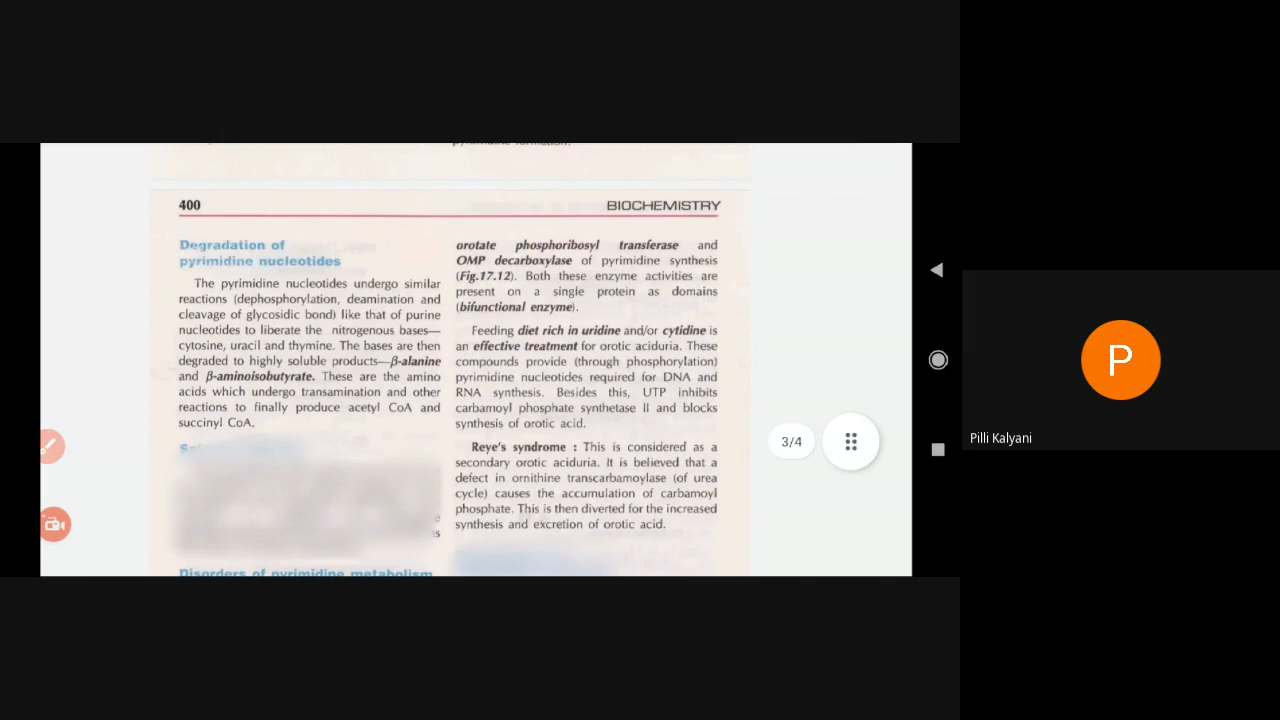 400
BIOCHEMISTRY
Degradation of
pyrimidine nucleotides
The pyrimidine nucleotides undergo similar
reactions (dephosphorylation, deamination and
cleavage of glycosidic bond) like that of purine
nucleotides to liberate the nitrogenous bases—
cytosine, uracil and thymine. The bases are then
degraded to highly soluble products—β-alanine
and β-aminoisobutyrate. These are the amino
acids which undergo transamination and other
reactions to finally produce acetyl CoA and
succinyl CoA.
Disorders of pyrimidine metabolism
pyrimidine formation.
orotate phosphoribosyl transferase and
OMP decarboxylase of pyrimidine synthesis
(Fig.17.12). Both these enzyme activities are
present on a single protein as domains
(bifunctional enzyme).
Feeding diet rich in uridine and/or cytidine is
an effective treatment for orotic aciduria. These
compounds provide (through phosphorylation)
pyrimidine nucleotides required for DNA and
RNA synthesis. Besides this, UTP inhibits
carbamoyl phosphate synthetase II and blocks
synthesis of orotic acid.
Reye's syndrome : This is considered as a
secondary orotic aciduria. It is believed that a
defect in ornithine transcarbamoylase (of urea
cycle) causes the accumulation of carbamoyl
phosphate. This is then diverted for the increased
synthesis and excretion of orotic acid.
3/4
P
Pilli Kalyani